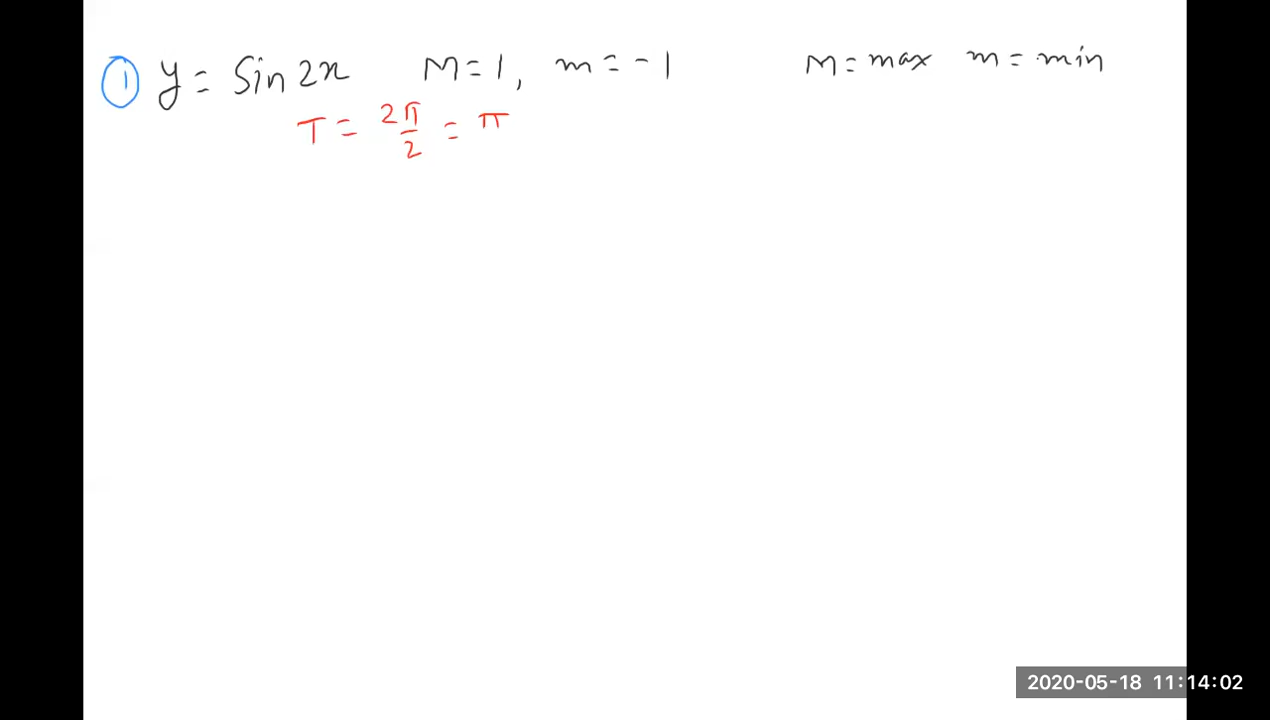 ① y = Sin 2x M = 1, m = -1 M = max m = min
T = 2π/2 = π
2020-05-18 11:14:02